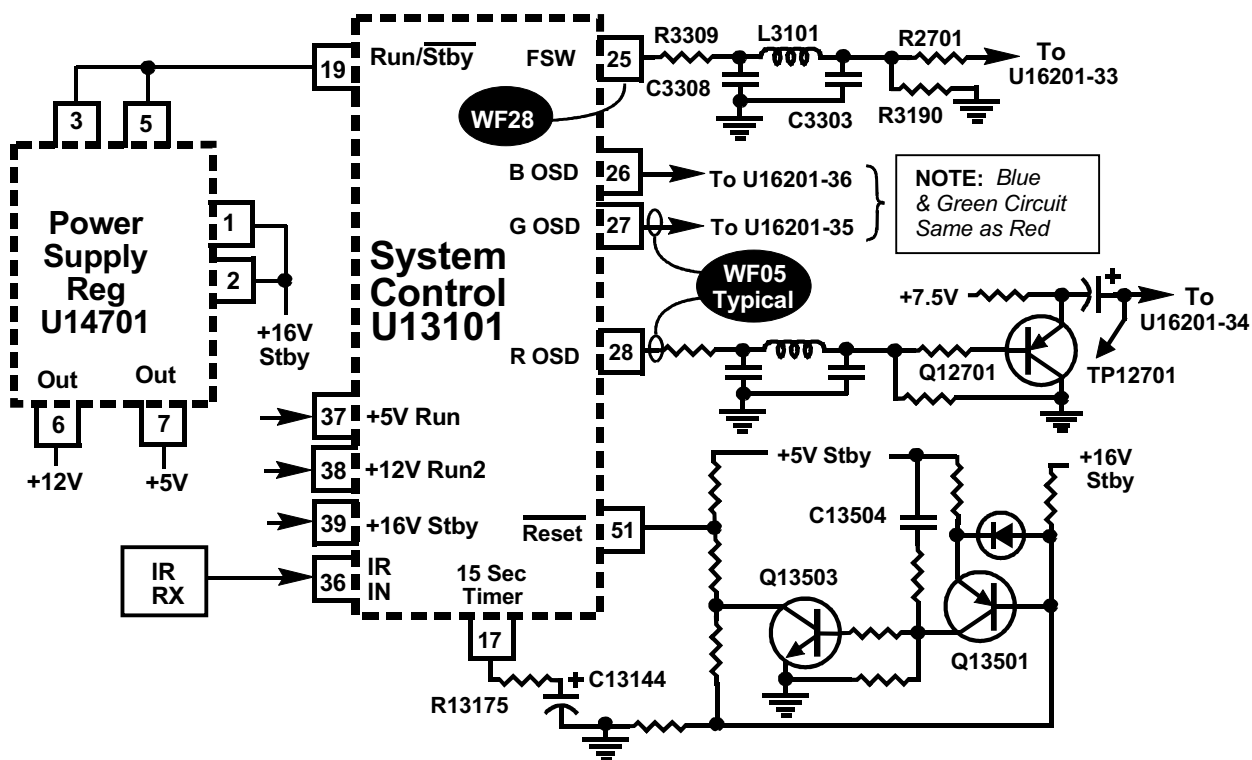 19
Run/Stby
FSW
25
R3309
L3101
R2701
To
U16201-33
C3308
C3303
R3190
3
5
WF28
Power
Supply
Reg
U14701
1
2
+16V
Stby
Out
Out
6
7
+12V
+5V
System
Control
U13101
B OSD
26
To U16201-36
G OSD
27
To U16201-35
NOTE: Blue
& Green Circuit
Same as Red
WF05
Typical
R OSD
28
+7.5V
+
To
U16201-34
Q12701
TP12701
37
+5V Run
38
+12V Run2
39
+16V Stby
IR
RX
36
IR
IN
15 Sec
Timer
17
Reset
51
+5V Stby
+16V
Stby
C13504
Q13503
Q13501
R13175
+ C13144